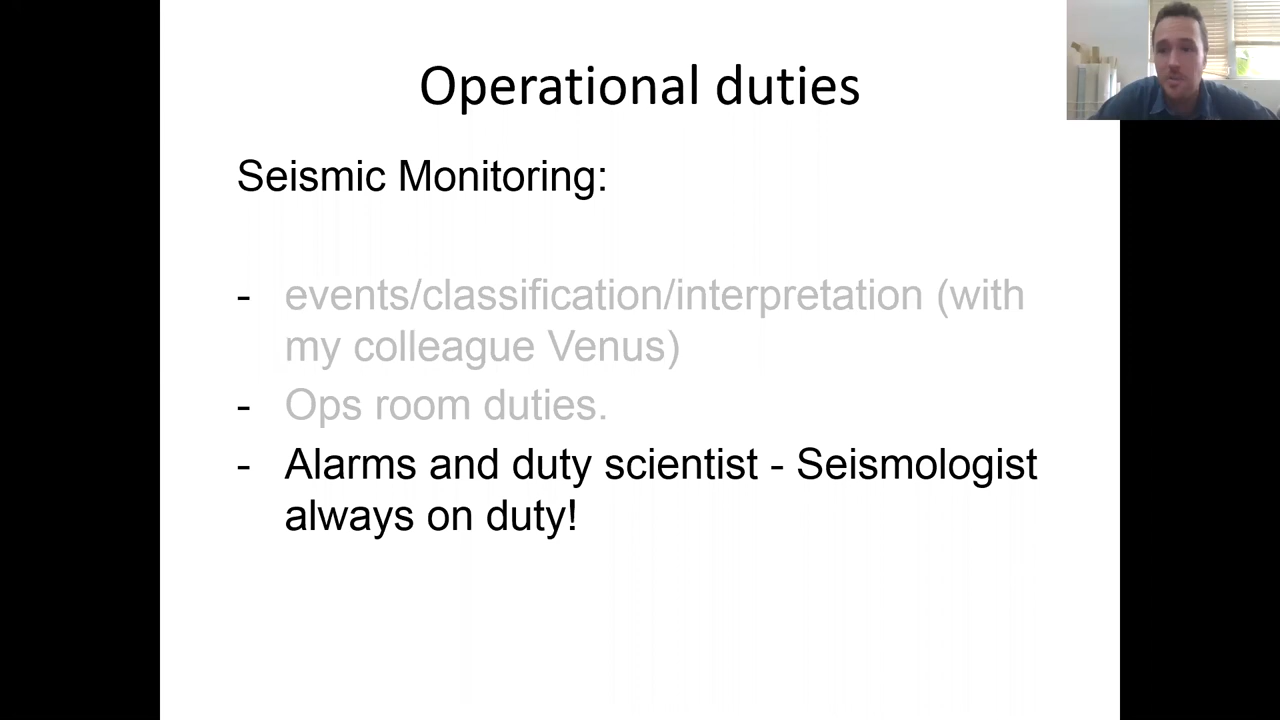 Operational duties
Seismic Monitoring:
- events/classification/interpretation (with
my colleague Venus)
- Ops room duties.
- Alarms and duty scientist - Seismologist
always on duty!